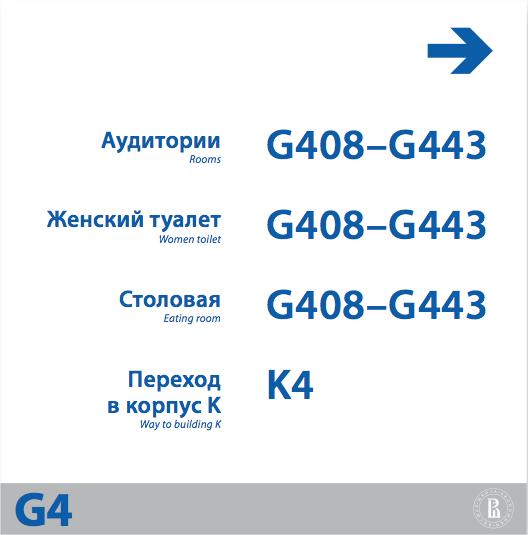 Аудитории
Rooms
G408–G443
Женский туалет
Women toilet
G408–G443
Столовая
Eating room
G408–G443
Переход
в корпус K
Way to building K
K4
G4